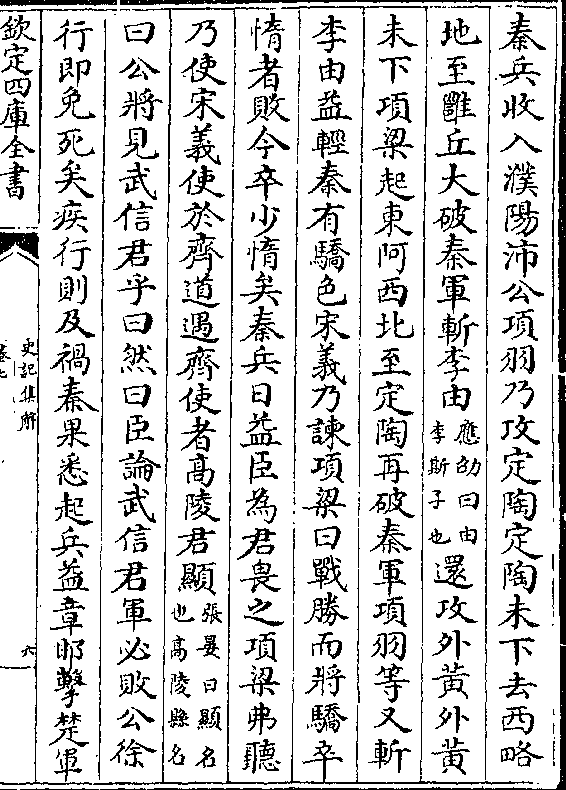 秦兵收入濮陽沛公項羽乃攻定陶定陶未下去西略
地至雝丘大破秦軍斬李由應劭曰由李斯子也還攻外黄外黄
未下項梁起東阿西北至定陶再破秦軍項羽等又斬
李由益輕秦有驕色宋義乃諫項梁曰戰勝而將驕卒
惰者敗今卒少惰矣秦兵日益臣為君畏之項梁弗聽
乃使宋義使於齊道遇齊使者髙陵君顯張晏曰顯名也髙陵縣名
曰公將見武信君乎曰然曰臣論武信君軍必敗公徐
行即免死矣疾行則及禍秦果悉起兵益章邯擊楚軍
欽定四庫全書
史記集解
卷七
六